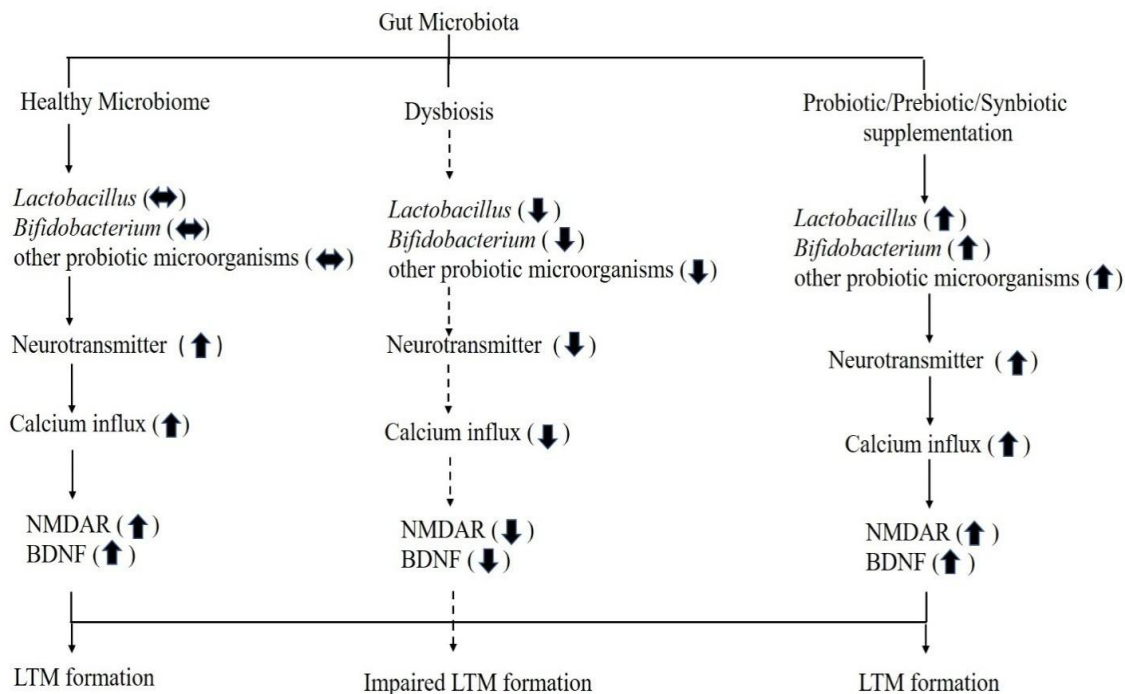 Gut Microbiota
Healthy Microbiome
Lactobacillus (⬌)
Bifidobacterium (⬌)
other probiotic microorganisms (⬌)
Neurotransmitter (⬆)
Calcium influx (⬆)
NMDAR (⬆)
BDNF (⬆)
LTM formation
Dysbiosis
Lactobacillus (⬇)
Bifidobacterium (⬇)
other probiotic microorganisms (⬇)
Neurotransmitter (⬇)
Calcium influx (⬇)
NMDAR (⬇)
BDNF (⬇)
Impaired LTM formation
Probiotic/Prebiotic/Synbiotic
supplementation
Lactobacillus (⬆)
Bifidobacterium (⬆)
other probiotic microorganisms (⬆)
Neurotransmitter (⬆)
Calcium influx (⬆)
NMDAR (⬆)
BDNF (⬆)
LTM formation